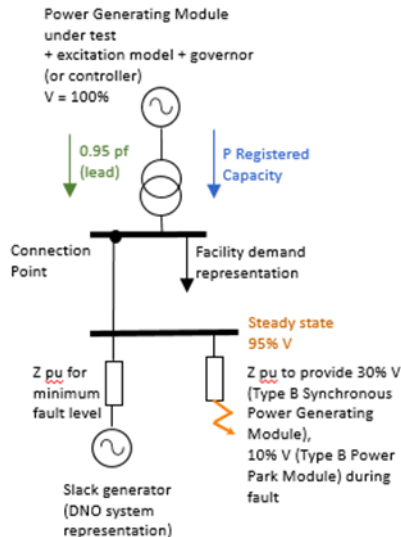 Power Generating Module
under test
+ excitation model + governor
(or controller)
V = 100%
0.95 pf
(lead)
P Registered
Capacity
Connection
Point
Facility demand
representation
Steady state
95% V
Z pu for
minimum
fault level
Z pu to provide 30% V
(Type B Synchronous
Power Generating
Module),
10% V (Type B Power
Park Module) during
fault
Slack generator
(DNO system
representation)